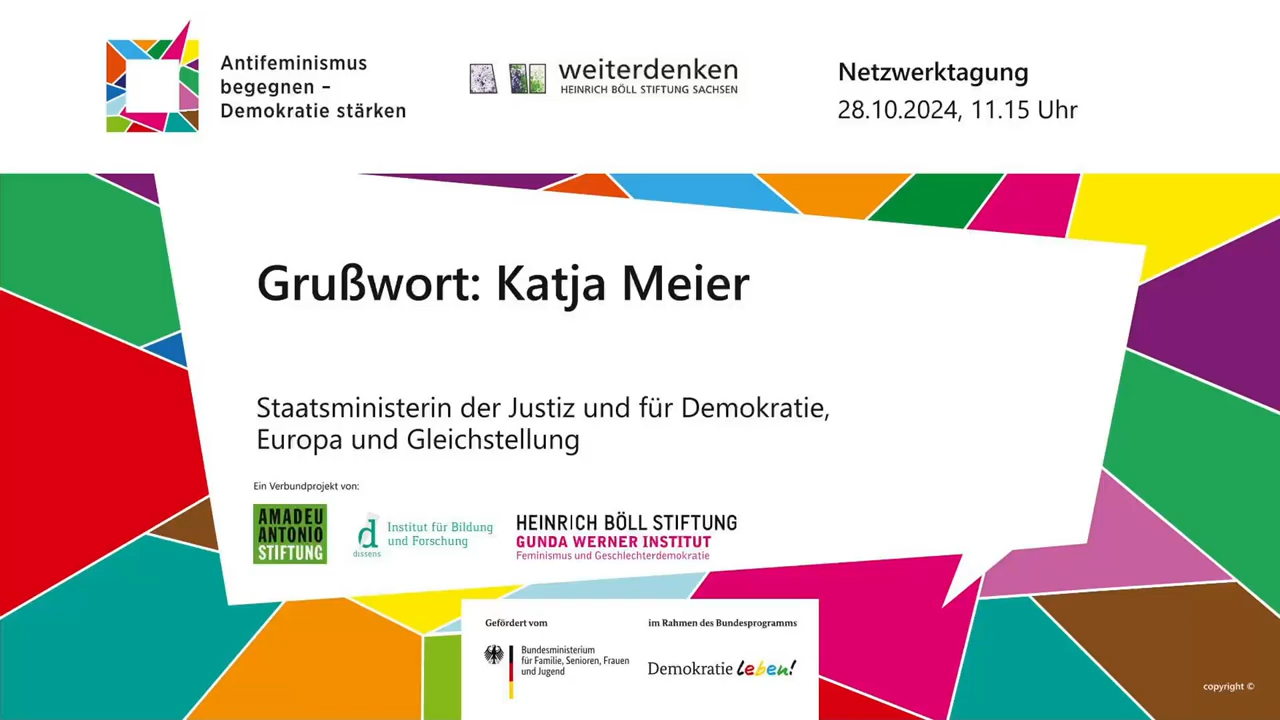 Antifeminismus
begegnen –
Demokratie stärken
weiterdenken
HEINRICH BÖLL STIFTUNG SACHSEN
Netzwerktagung
28.10.2024, 11.15 Uhr
Grußwort: Katja Meier
Staatsministerin der Justiz und für Demokratie,
Europa und Gleichstellung
Ein Verbundprojekt von:
AMADEU
ANTONIO
STIFTUNG
d
dissens
Institut für Bildung
und Forschung
HEINRICH BÖLL STIFTUNG
GUNDA WERNER INSTITUT
Feminismus und Geschlechterdemokratie
Gefördert vom
Bundesministerium
für Familie, Senioren, Frauen
und Jugend
im Rahmen des Bundesprogramms
Demokratie leben!
copyright ©